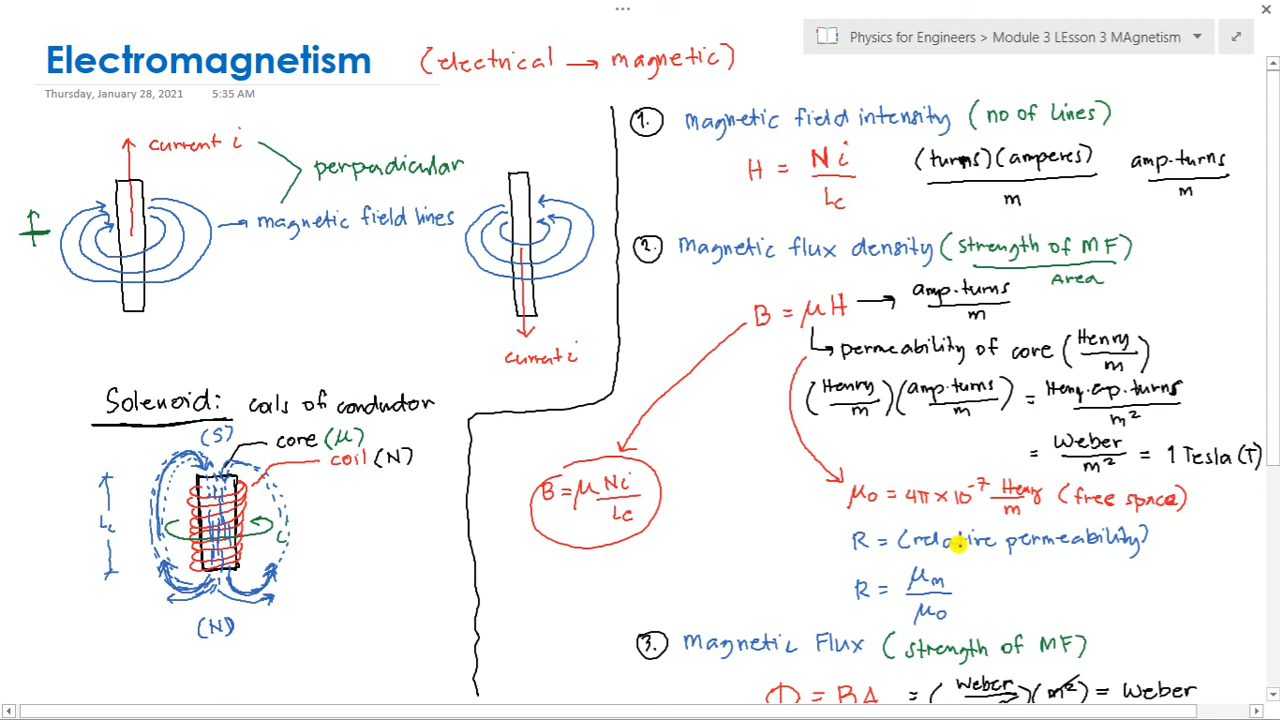 Physics for Engineers > Module 3 LEsson 3 MAgnetism
Electromagnetism (electrical → magnetic)
Thursday, January 28, 2021 5:35 AM
current i
perpadicular
magnetic field lines
current i
Solenoid: coils of conductor
(S)
core (μ)
coil (N)
Lc
(N)
1. magnetic field intensity (no of lines)
H = Ni / Lc (turns)(amperes) / m amp.turns / m
2. Magnetic flux density (strength of MF) / Area
B = μH → amp.turns / m
permeability of core (Henry / m)
(Henry / m)(amp.turns / m) = Henry.amp.turns / m²
= Weber / m² = 1 Tesla(T)
B = μ Ni / Lc
μ₀ = 4π × 10⁻⁷ Henry / m (free space)
R = (relative permeability)
R = μm / μ₀
3. Magnetic Flux (strength of MF)
Φ = BA = (Weber)(m²) = Weber